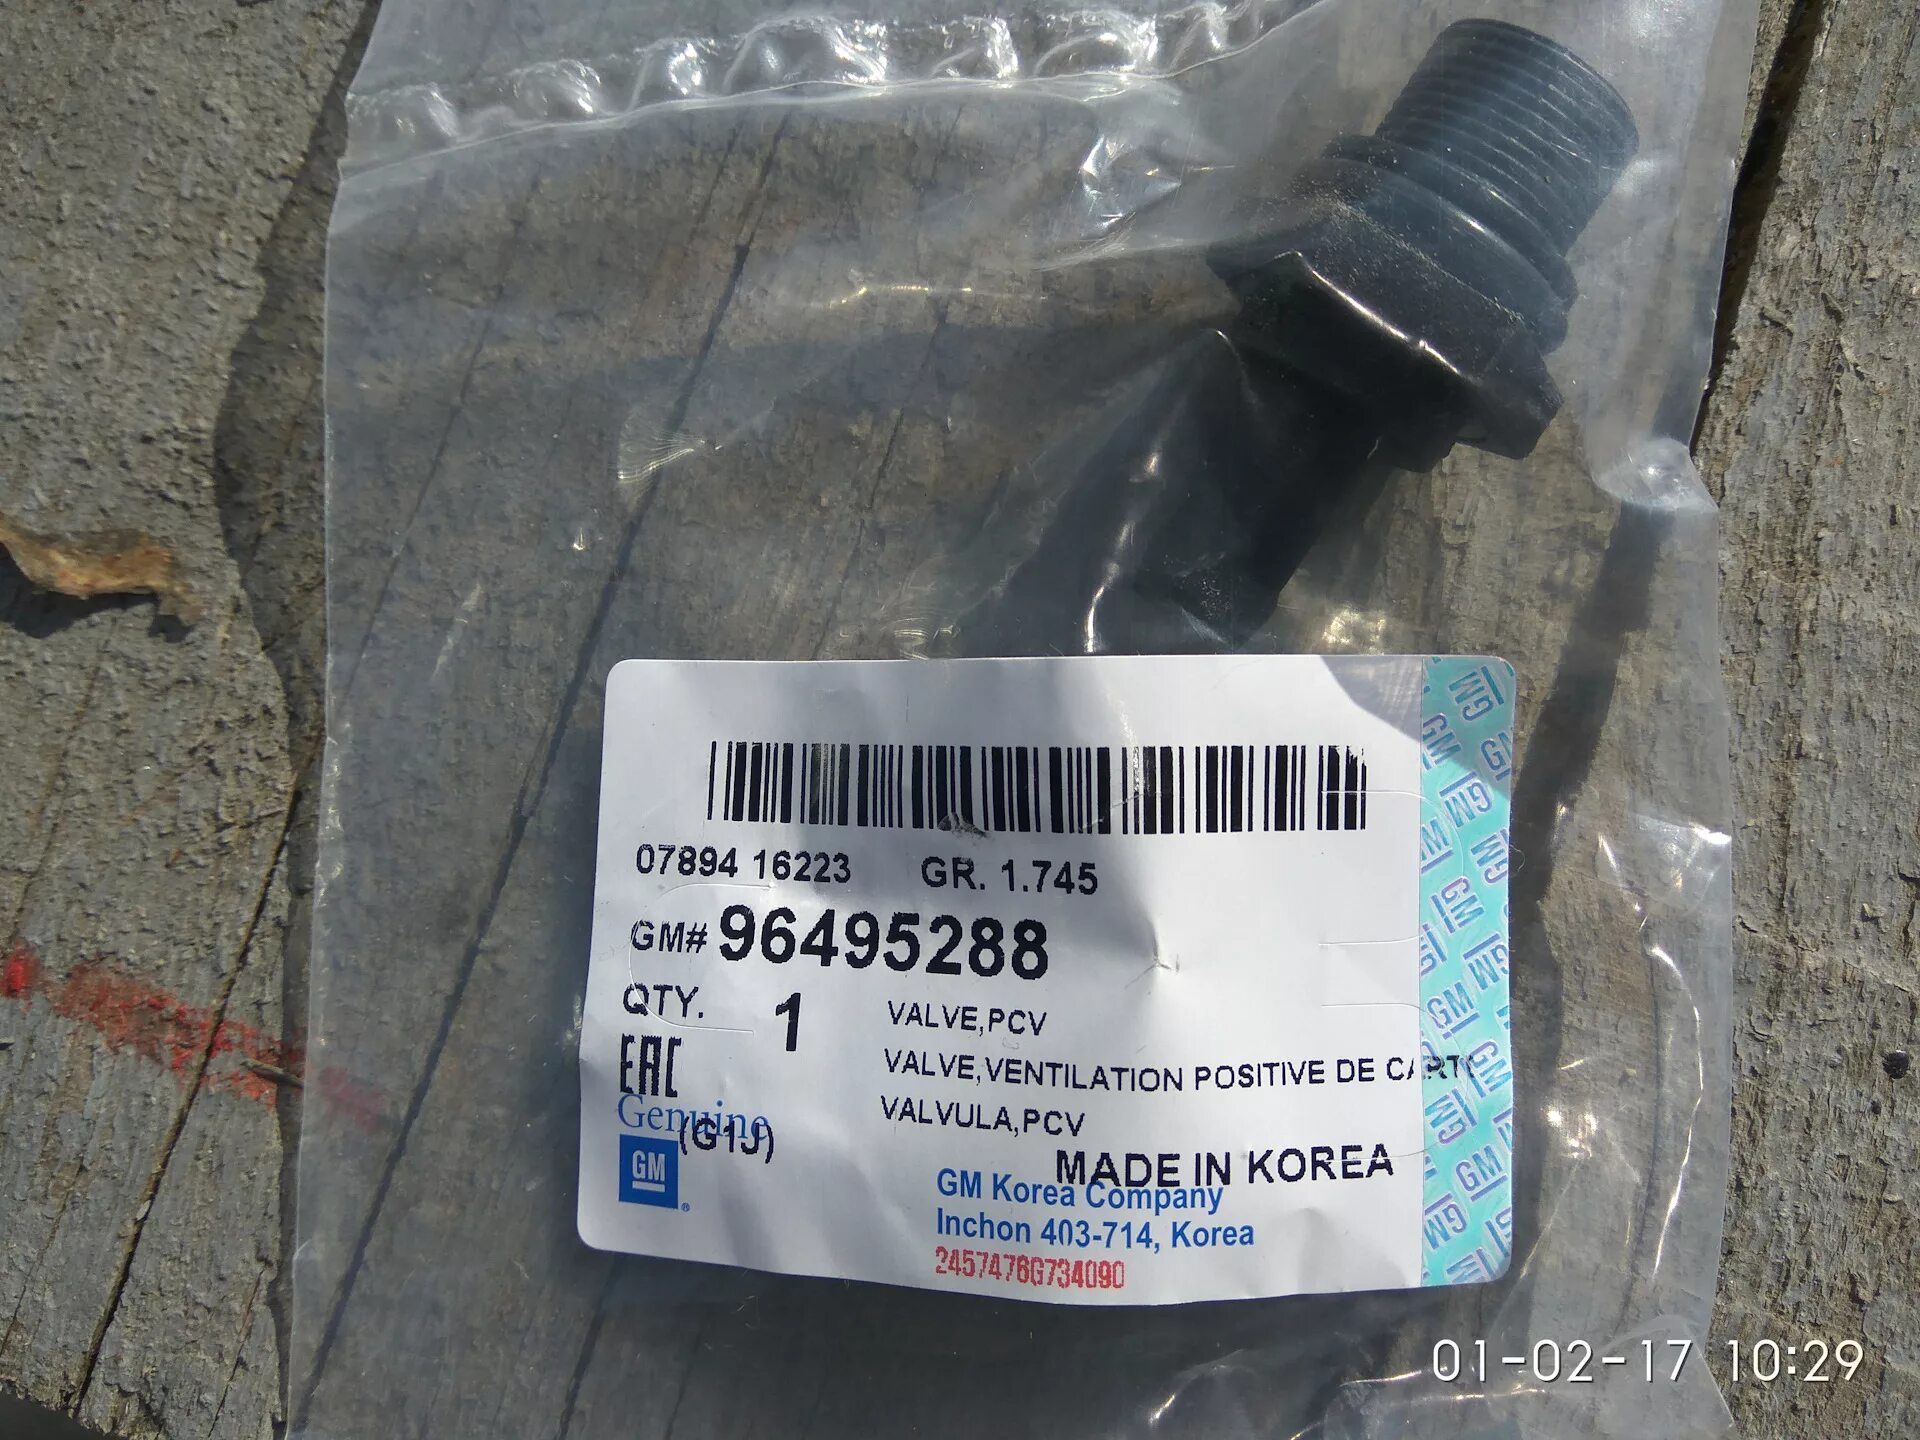 07894 16223 GR. 1.745
GM# 96495288
QTY. 1 VALVE,PCV
EAC VALVE,VENTILATION POSITIVE DE CART
Genuine VALVULA,PCV
(G1J)
MADE IN KOREA
GM
GM Korea Company
Inchon 403-714, Korea
2457476G734090
01-02-17 10:29